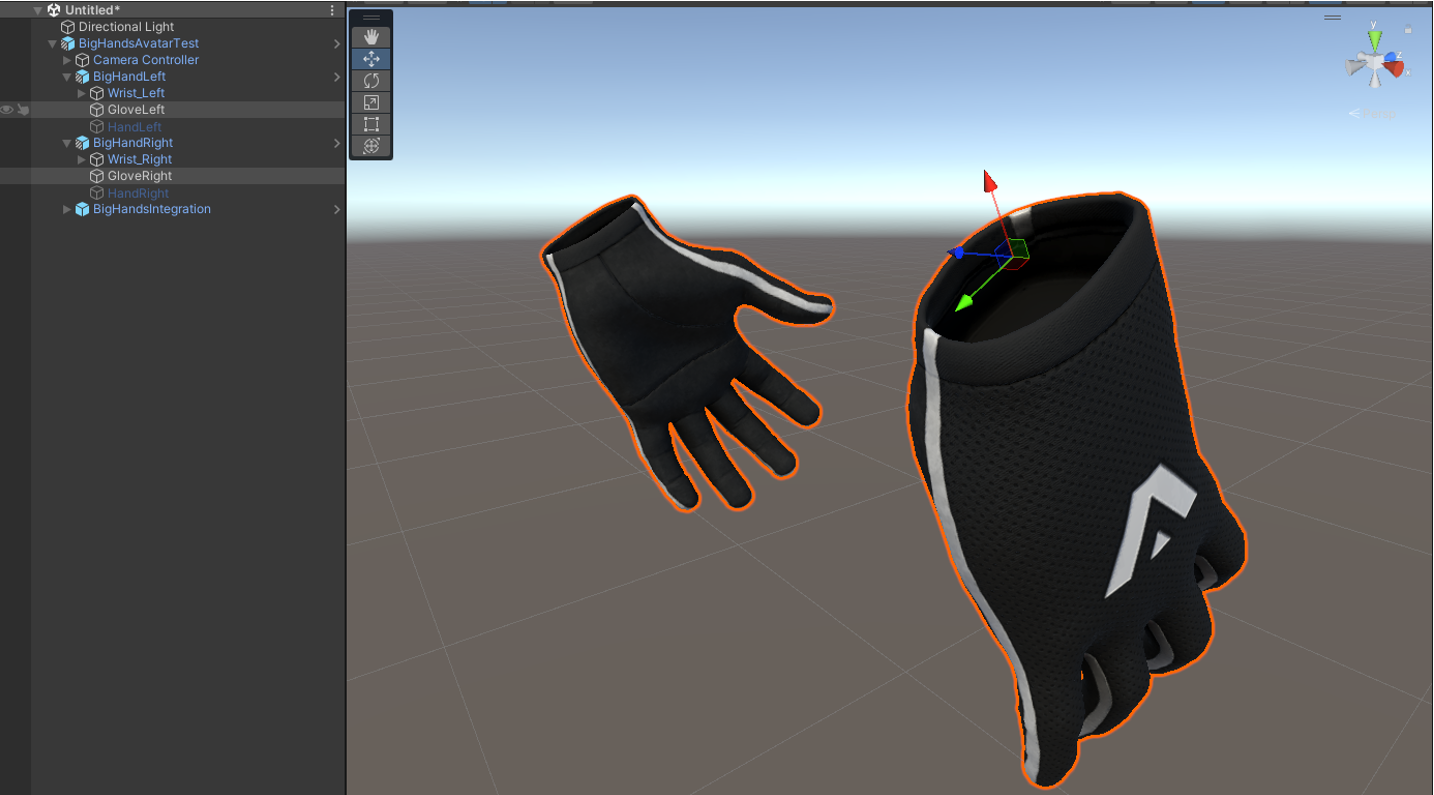 Untitled*
Directional Light
BigHandsAvatarTest
Camera Controller
BigHandLeft
Wrist_Left
GloveLeft
HandLeft
BigHandRight
Wrist_Right
GloveRight
HandRight
BigHandsIntegration
y
z
x
Persp